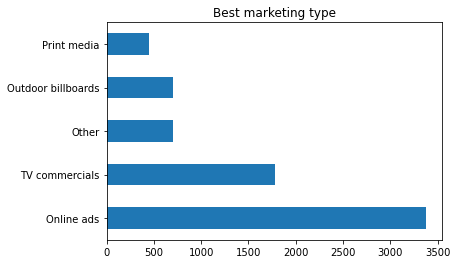 Best marketing type
Print media
Outdoor billboards
Other
TV commercials
Online ads
0 500 1000 1500 2000 2500 3000 3500